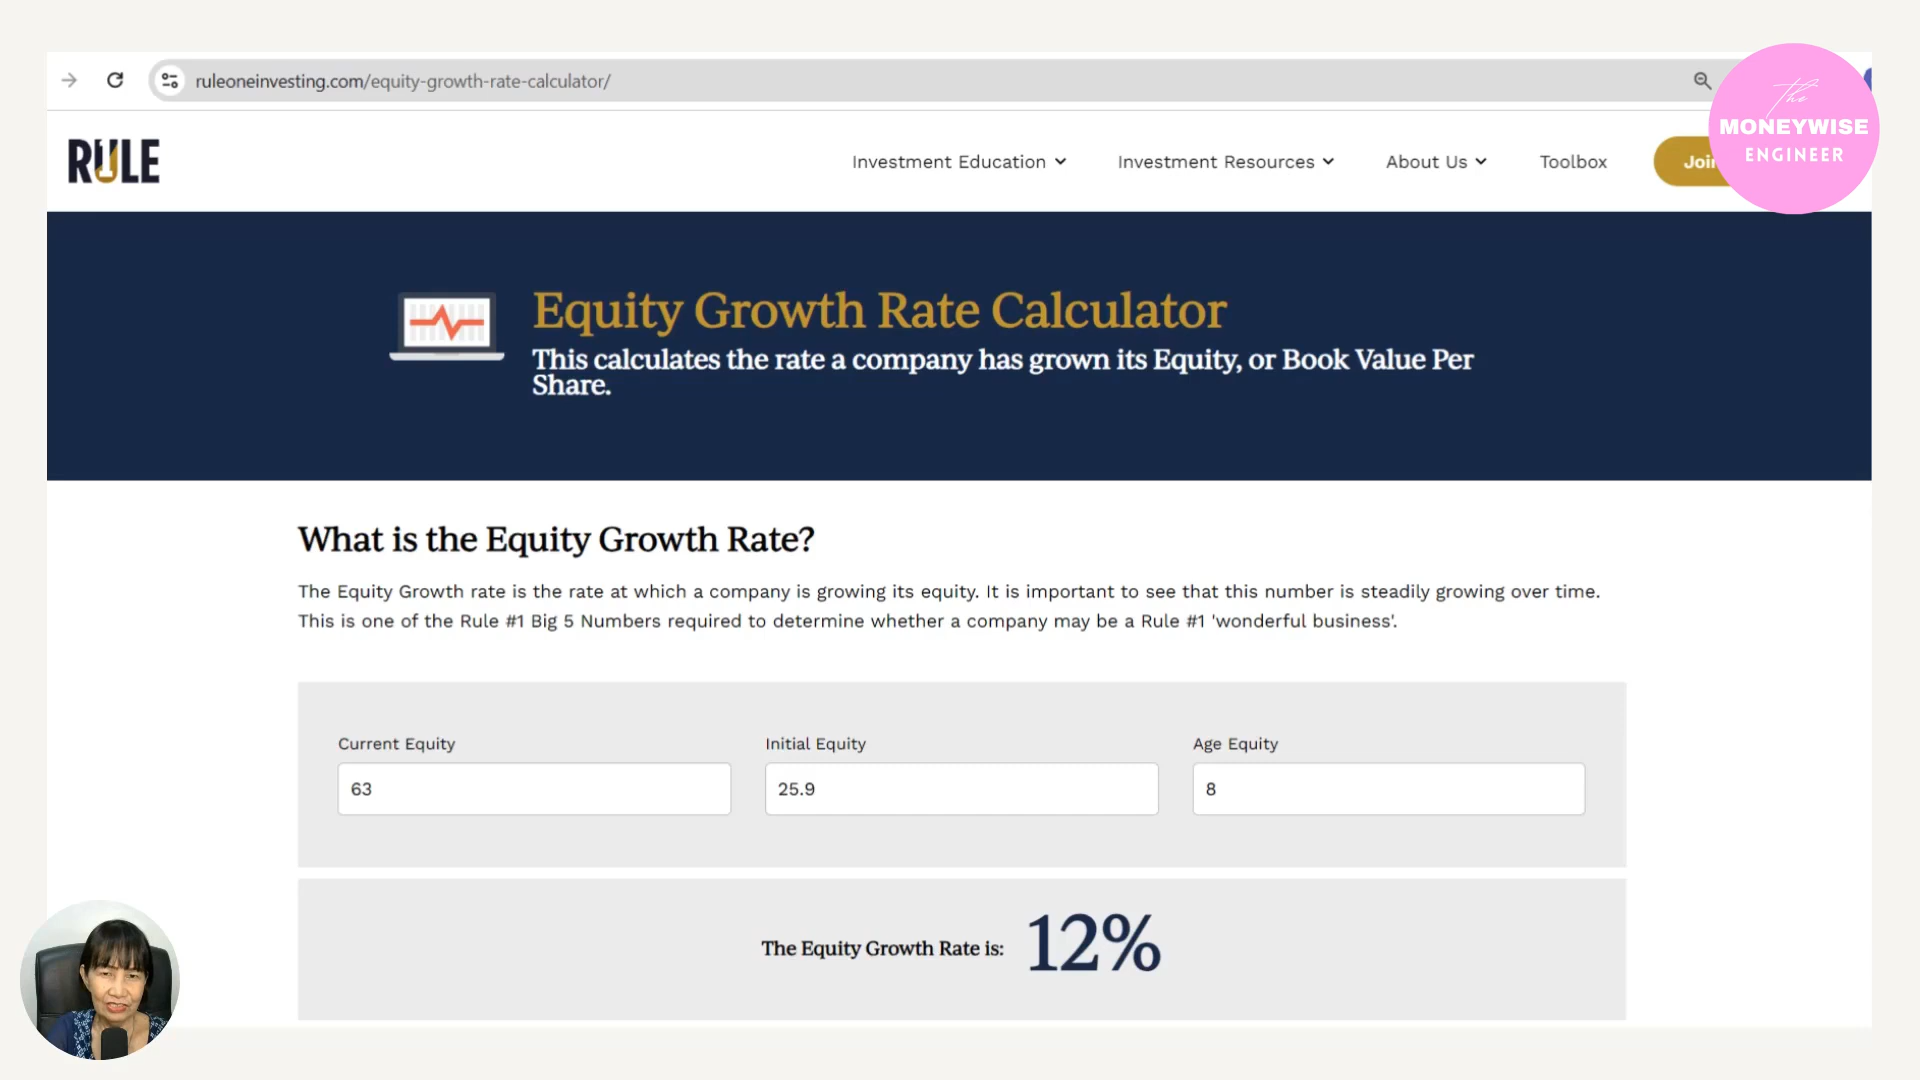 ruleoneinvesting.com/equity-growth-rate-calculator/
the
MONEYWISE
ENGINEER
RULE
Investment Education
Investment Resources
About Us
Toolbox
Equity Growth Rate Calculator
This calculates the rate a company has grown its Equity, or Book Value Per
Share.
What is the Equity Growth Rate?
The Equity Growth rate is the rate at which a company is growing its equity. It is important to see that this number is steadily growing over time.
This is one of the Rule #1 Big 5 Numbers required to determine whether a company may be a Rule #1 'wonderful business'.
Current Equity
Initial Equity
Age Equity
63
25.9
8
The Equity Growth Rate is: 12%